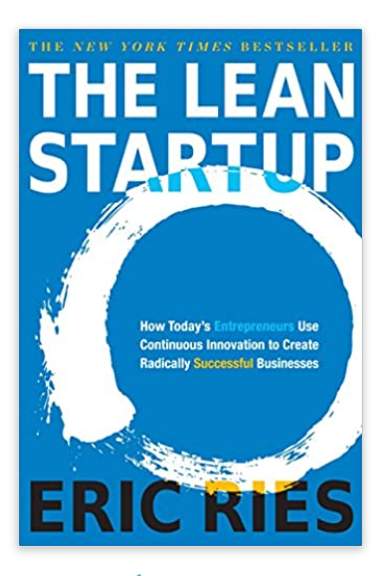 THE NEW YORK TIMES BESTSELLER
THE LEAN
STARTUP
How Today's Entrepreneurs Use
Continuous Innovation to Create
Radically Successful Businesses
ERIC RIES